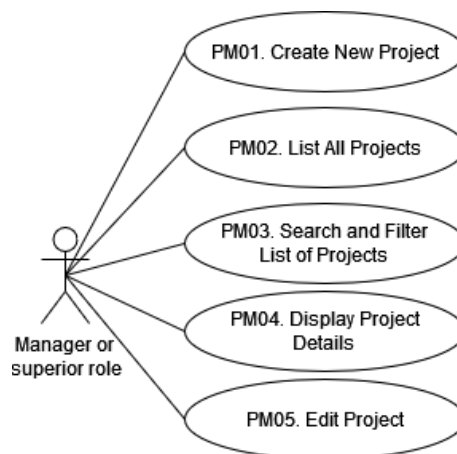 PM01. Create New Project
PM02. List All Projects
PM03. Search and Filter
List of Projects
PM04. Display Project
Details
Manager or
superior role
PM05. Edit Project